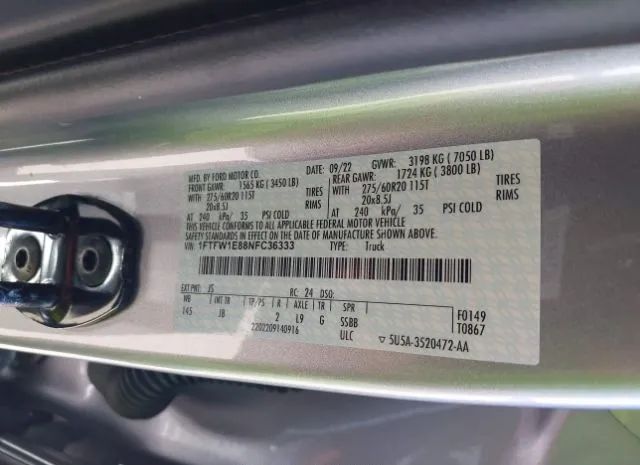 MFD. BY FORD MOTOR CO. 09/22 GVWR: 3198 KG ( 7050 LB)
FRONT GAWR: 1565 KG ( 3450 LB) REAR GAWR: 1724 KG ( 3800 LB)
WITH 275/60R20 115T TIRES WITH 275/60R20 115T TIRES
20x8.5J RIMS 20x8.5J RIMS
AT 240 kPa/ 35 PSI COLD AT 240 kPa/ 35 PSI COLD
THIS VEHICLE CONFORMS TO ALL APPLICABLE FEDERAL MOTOR VEHICLE
SAFETY STANDARDS IN EFFECT ON THE DATE OF MANUFACTURE SHOWN ABOVE.
VIN: 1FTFW1E88NFC36333 TYPE: Truck
EXT PNT: JS RC: 24 DSO:
WB INT TR TP/PS R AXLE TR SPR F0149
145 JB 2 L9 G SSBB T0867
2202209140916 ULC ▽ 5U5A-3520472-AA